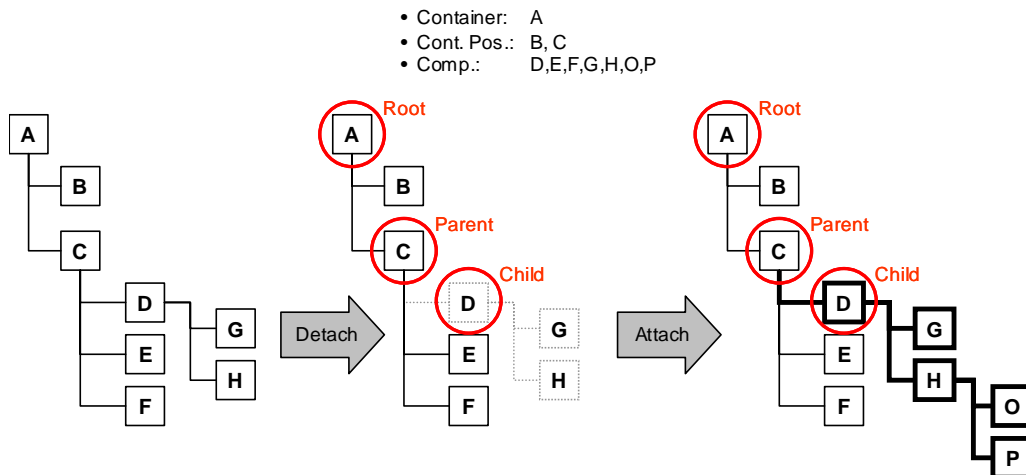 • Container: A
• Cont. Pos.: B, C
• Comp.: D,E,F,G,H,O,P
Root
Root
A
A
A
B
B
B
Parent
Parent
C
C
C
Child
Child
D
D
D
G
G
G
Detach
Attach
E
E
E
H
H
H
F
F
F
O
P